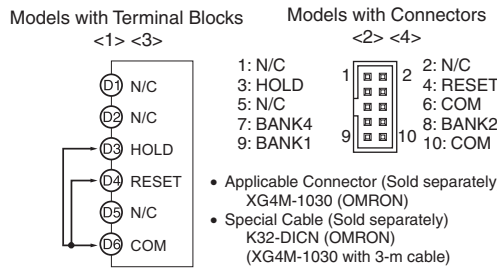 Models with Terminal Blocks
<1> <3>
D1 N/C
D2 N/C
D3 HOLD
D4 RESET
D5 N/C
D6 COM
Models with Connectors
<2> <4>
1: N/C
3: HOLD
5: N/C
7: BANK4
9: BANK1
1 2
9 10
2: N/C
4: RESET
6: COM
8: BANK2
10: COM
• Applicable Connector (Sold separately
XG4M-1030 (OMRON)
• Special Cable (Sold separately)
K32-DICN (OMRON)
(XG4M-1030 with 3-m cable)